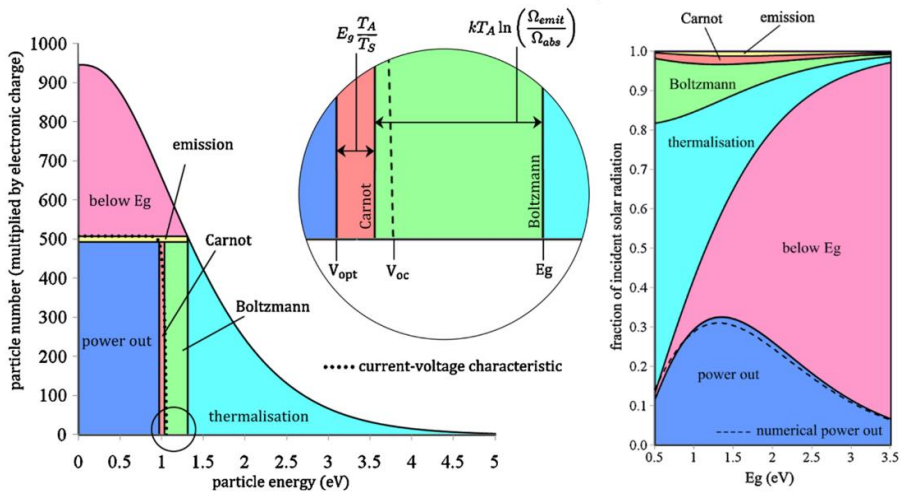 particle number (multiplied by electronic charge)
1000
900
800
700
600
500
400
300
200
100
0
emission
below Eg
Carnot
Boltzmann
power out
thermalisation
current-voltage characteristic
0 0.5 1 1.5 2 2.5 3 3.5 4 4.5 5
particle energy (eV)
E_g T_A/T_S
kT_A ln(Ω_emit/Ω_abs)
Carnot
Boltzmann
V_opt V_oc Eg
Carnot emission
fraction of incident solar radiation
1.0
0.9
0.8
0.7
0.6
0.5
0.4
0.3
0.2
0.1
0.0
Boltzmann
thermalisation
below Eg
power out
numerical power out
0.5 1.0 1.5 2.0 2.5 3.0 3.5
Eg (eV)